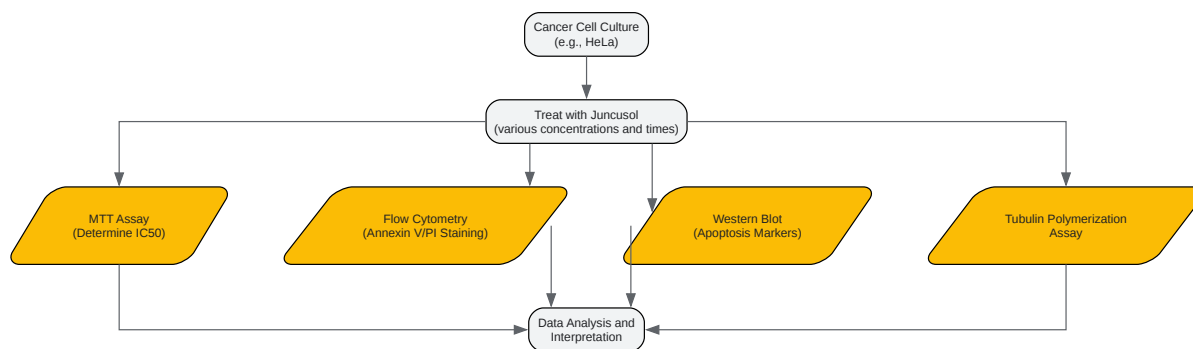 Cancer Cell Culture
(e.g., HeLa)
Treat with Juncusol
(various concentrations and times)
MTT Assay
(Determine IC50)
Flow Cytometry
(Annexin V/PI Staining)
Western Blot
(Apoptosis Markers)
Tubulin Polymerization
Assay
Data Analysis and
Interpretation